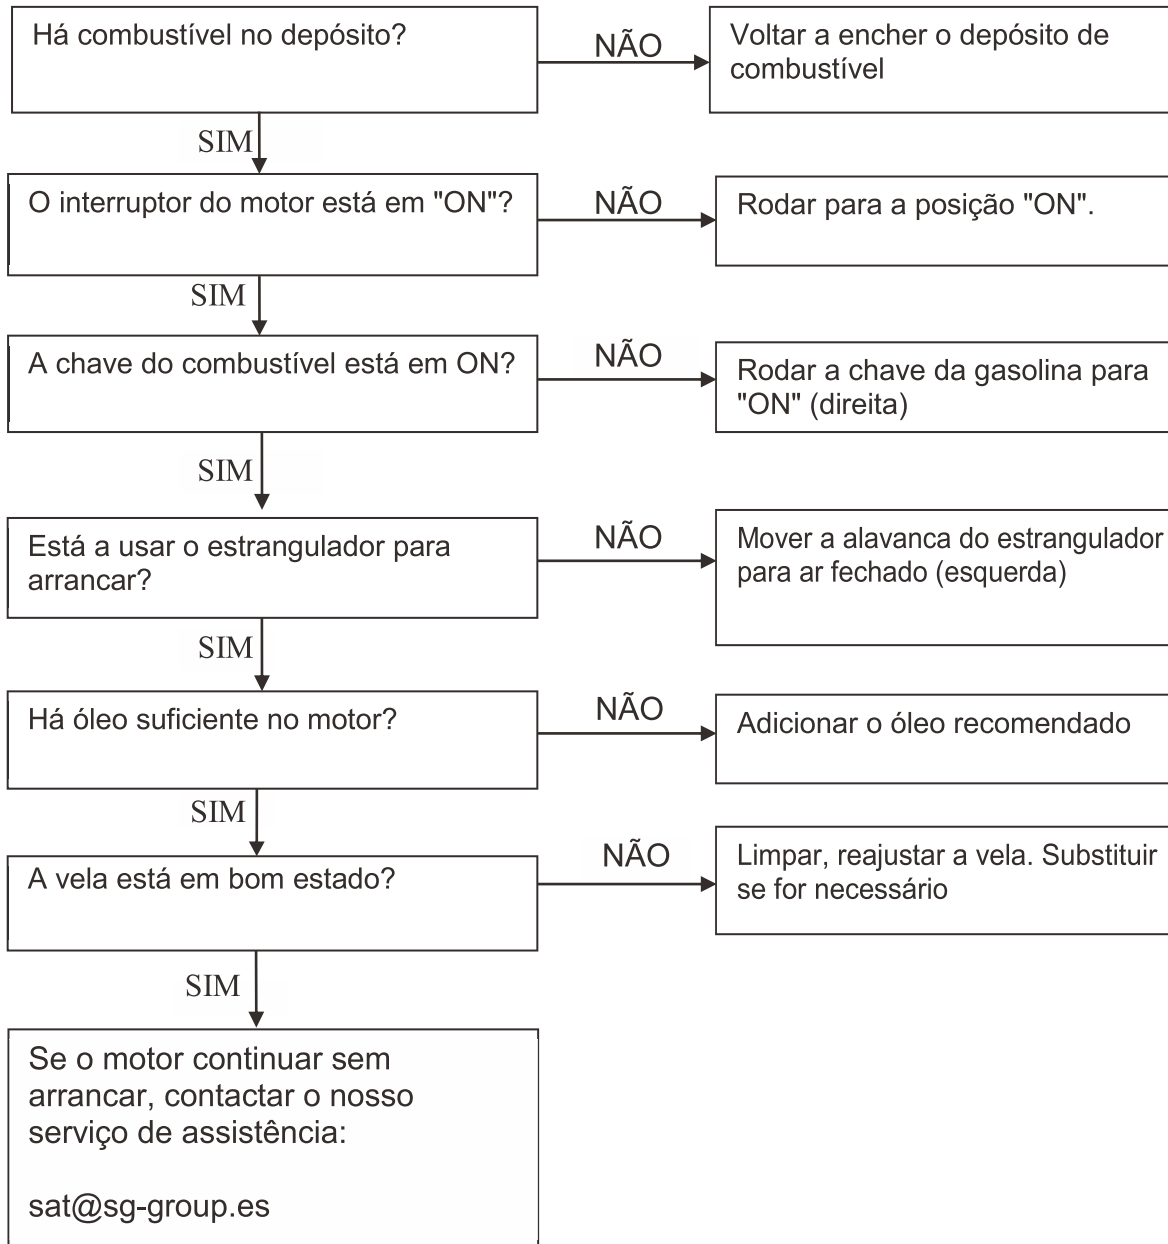 Há combustível no depósito?
NÃO
Voltar a encher o depósito de
combustível
SIM
O interruptor do motor está em "ON"?
NÃO
Rodar para a posição "ON".
SIM
A chave do combustível está em ON?
NÃO
Rodar a chave da gasolina para
"ON" (direita)
SIM
Está a usar o estrangulador para
arrancar?
NÃO
Mover a alavanca do estrangulador
para ar fechado (esquerda)
SIM
Há óleo suficiente no motor?
NÃO
Adicionar o óleo recomendado
SIM
A vela está em bom estado?
NÃO
Limpar, reajustar a vela. Substituir
se for necessário
SIM
Se o motor continuar sem
arrancar, contactar o nosso
serviço de assistência:
sat@sg-group.es